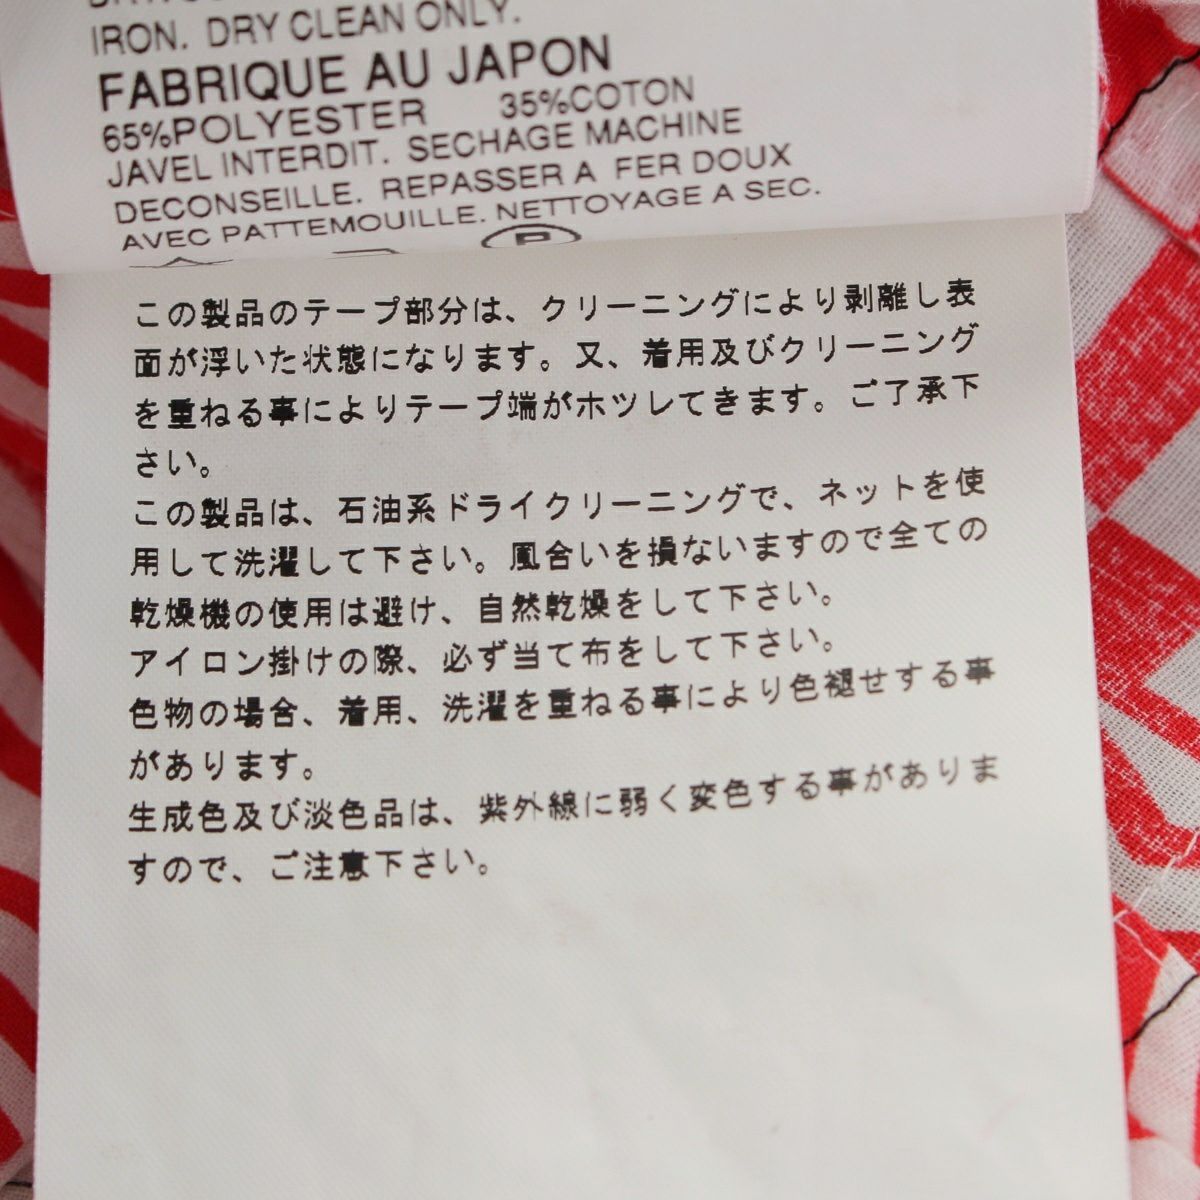 IRON. DRY CLEAN ONLY.
FABRIQUE AU JAPON
65%POLYESTER 35%COTON
JAVEL INTERDIT. SECHAGE MACHINE
DECONSEILLE. REPASSER A FER DOUX
AVEC PATTEMOUILLE. NETTOYAGE A SEC.
P
この製品のテープ部分は、クリーニングにより剥離し表
面が浮いた状態になります。又、着用及びクリーニング
を重ねる事によりテープ端がホツレてきます。ご了承下
さい。
この製品は、石油系ドライクリーニングで、ネットを使
用して洗濯して下さい。風合いを損ないますので全ての
乾燥機の使用は避け、自然乾燥をして下さい。
アイロン掛けの際、必ず当て布をして下さい。
色物の場合、着用、洗濯を重ねる事により色褪せする事
があります。
生成色及び淡色品は、紫外線に弱く変色する事がありま
すので、ご注意下さい。